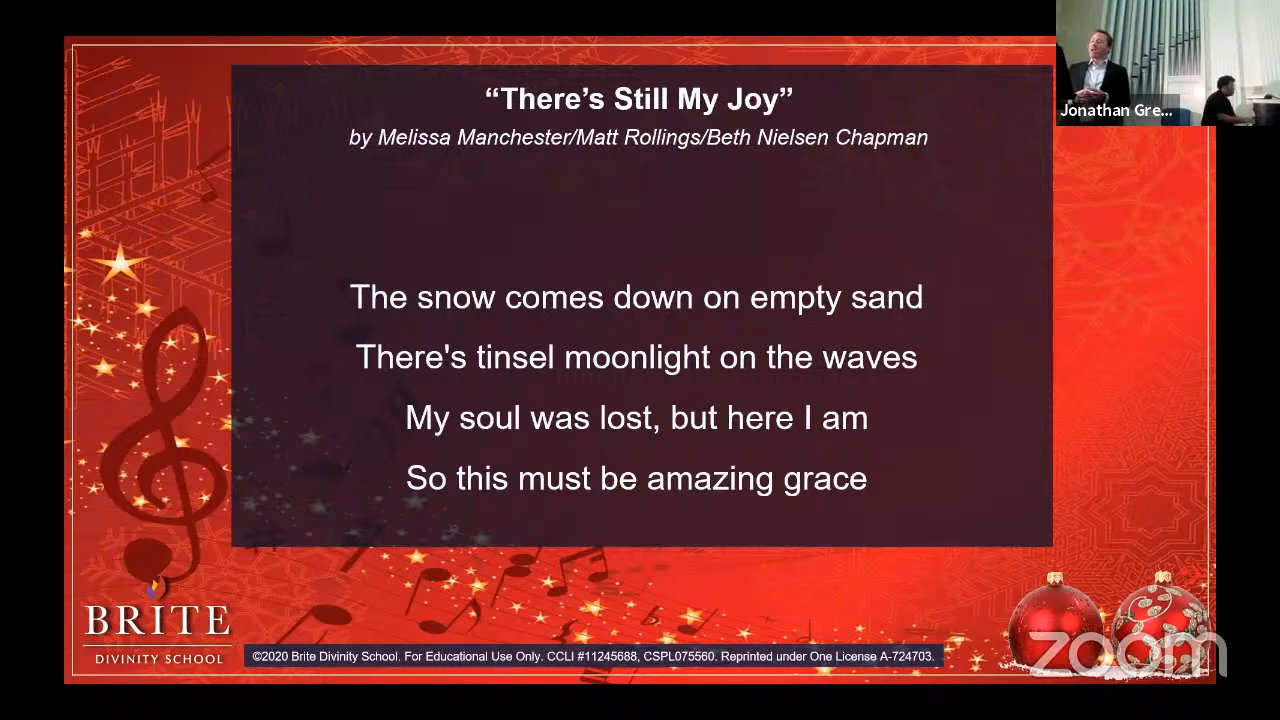 “There’s Still My Joy”
by Melissa Manchester/Matt Rollings/Beth Nielsen Chapman
Jonathan Gre...
The snow comes down on empty sand
There's tinsel moonlight on the waves
My soul was lost, but here I am
So this must be amazing grace
BRITE
DIVINITY SCHOOL
©2020 Brite Divinity School. For Educational Use Only. CCLI #11245688, CSPL075560. Reprinted under One License A-724703.
zoom